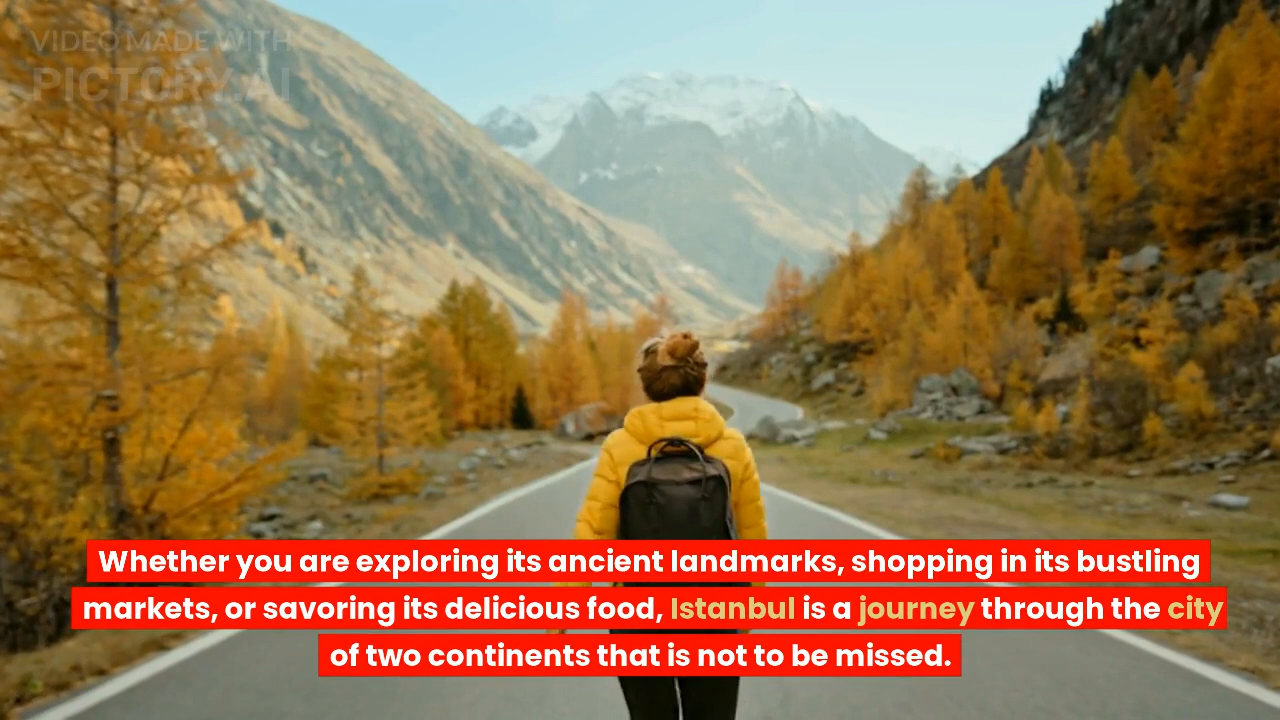 VIDEO MADE WITH
PICTORY.AI
Whether you are exploring its ancient landmarks, shopping in its bustling
markets, or savoring its delicious food, Istanbul is a journey through the city
of two continents that is not to be missed.